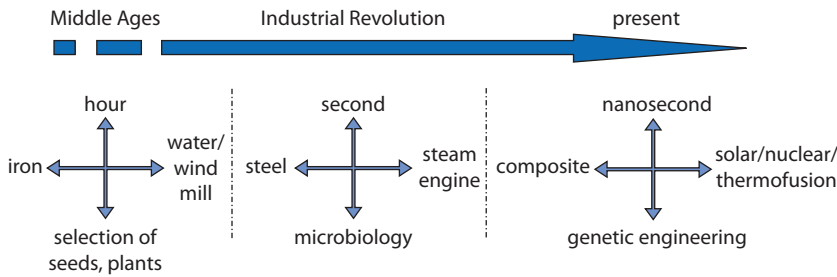 Middle Ages
Industrial Revolution
present
hour
iron
water/
wind
mill
selection of
seeds, plants
second
steel
steam
engine
microbiology
nanosecond
composite
solar/nuclear/
thermofusion
genetic engineering